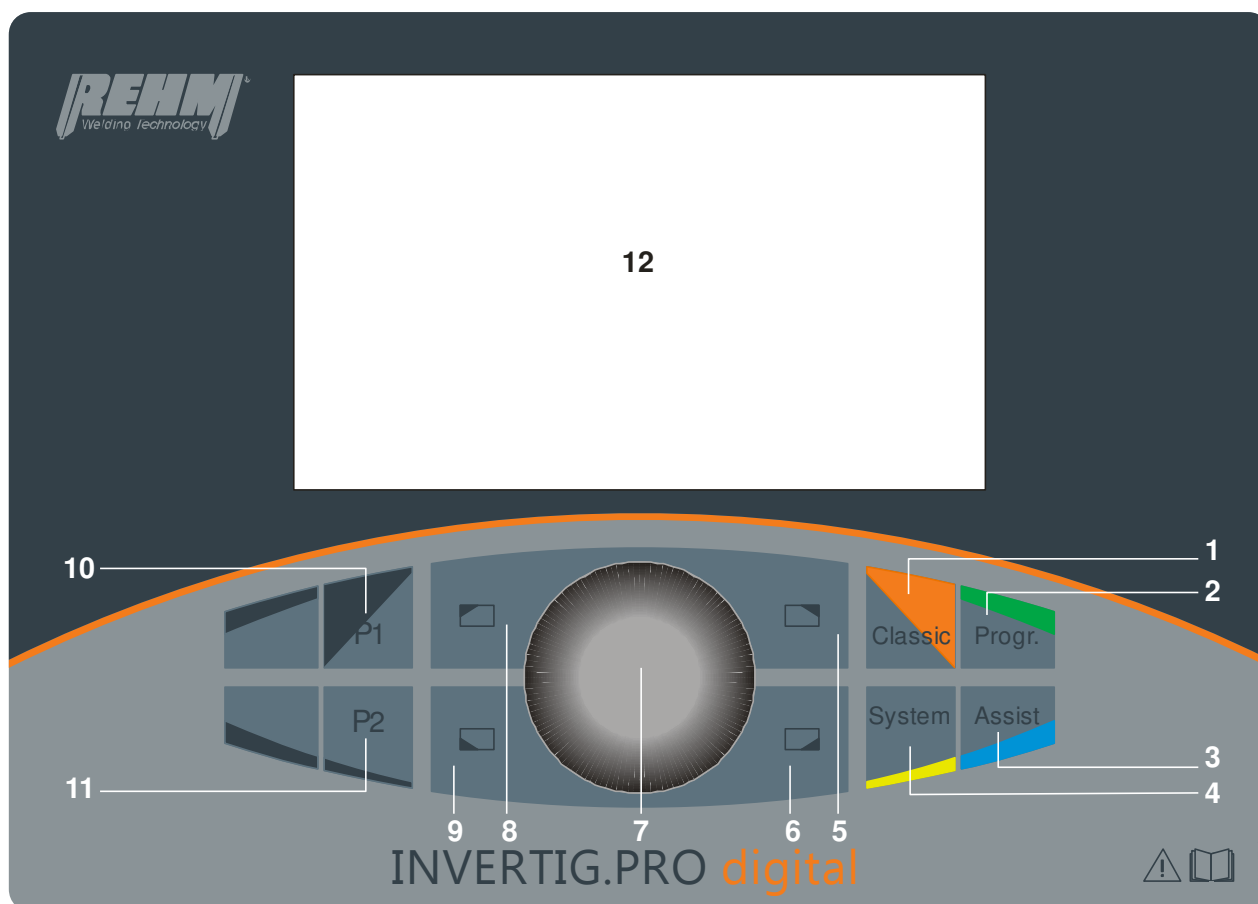 REHM
Welding Technology
12
1
10
2
P1
Classic
Progr.
P2
System
Assist
3
11
4
9
8
7
6
5
INVERTIG.PRO digital